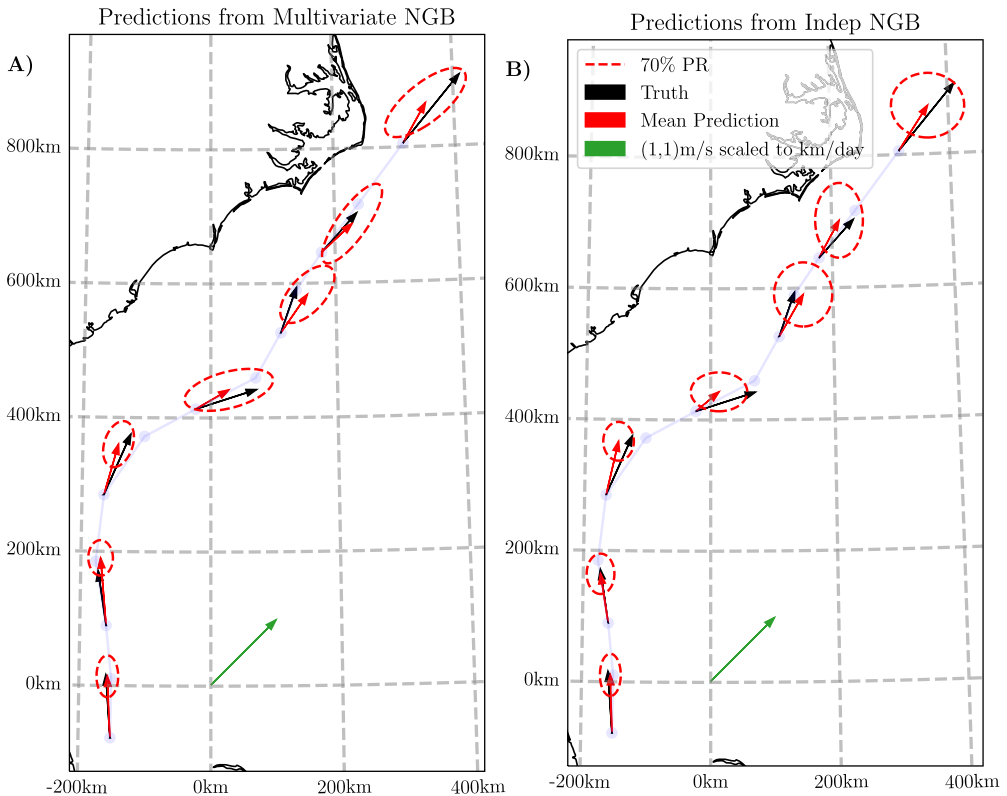 Predictions from Multivariate NGB
A)
800km
600km
400km
200km
0km
-200km 0km 200km 400km
Predictions from Indep NGB
B)
70% PR
Truth
Mean Prediction
(1,1)m/s scaled to km/day
800km
600km
400km
200km
0km
-200km 0km 200km 400km